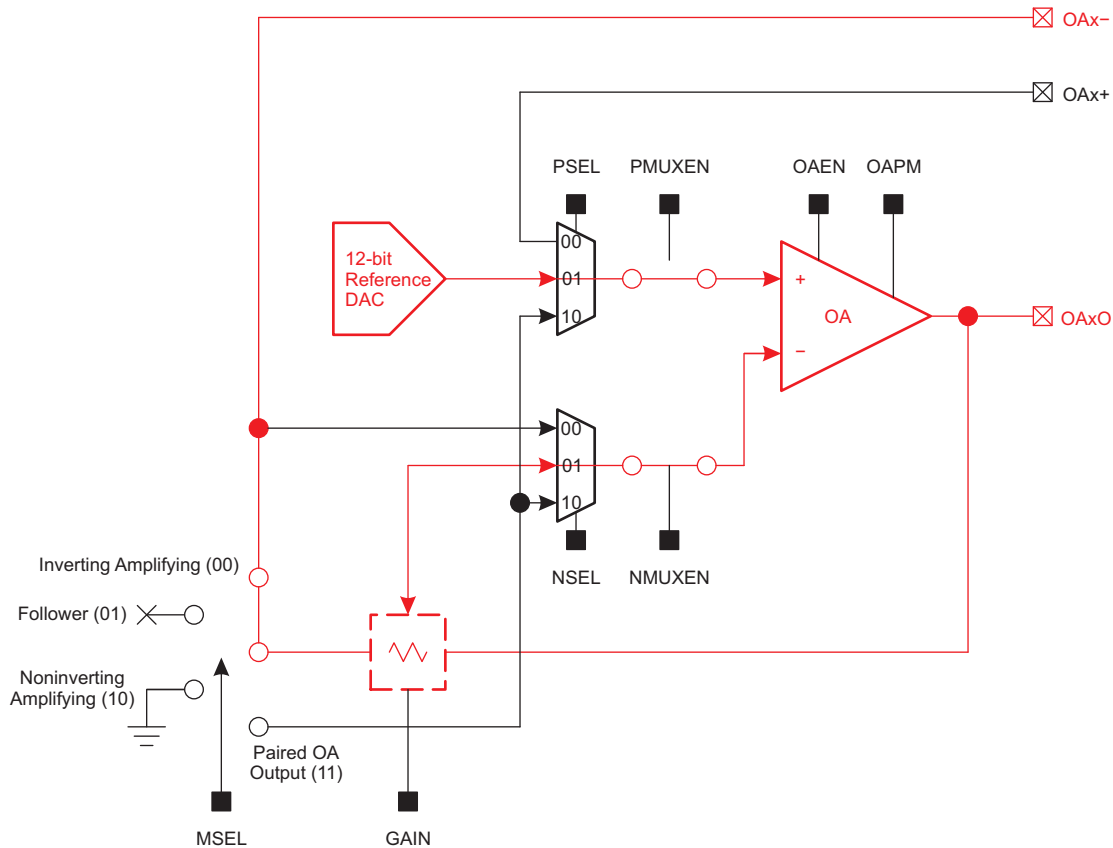 OAx−
OAx+
PSEL
PMUXEN
OAEN
OAPM
00
12-bit
Reference
DAC
01
+
10
OA
OAxO
−
00
01
10
Inverting Amplifying (00)
NSEL
NMUXEN
Follower (01)
Noninverting
Amplifying (10)
Paired OA
Output (11)
MSEL
GAIN